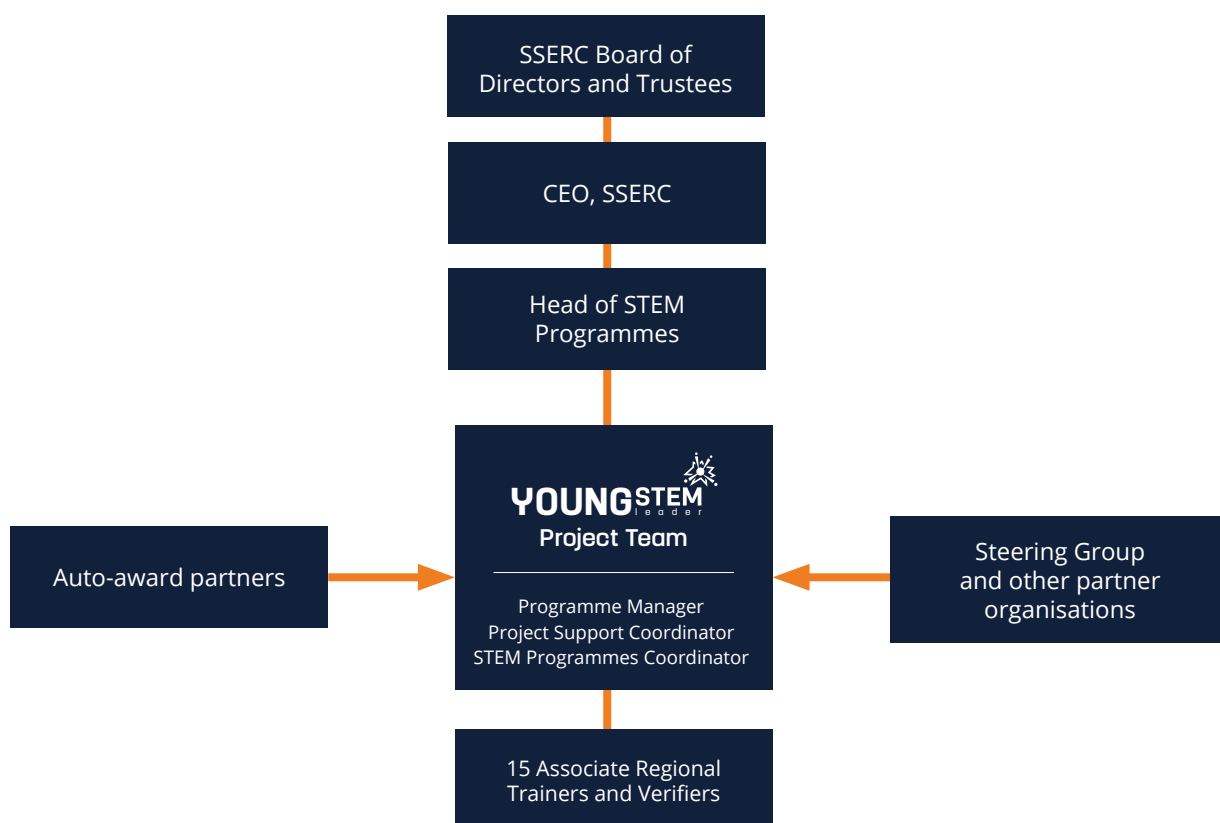 SSERC Board of
Directors and Trustees
CEO, SSERC
Head of STEM
Programmes
YOUNG STEM
leader
Project Team
Programme Manager
Project Support Coordinator
STEM Programmes Coordinator
Auto-award partners
Steering Group
and other partner
organisations
15 Associate Regional
Trainers and Verifiers